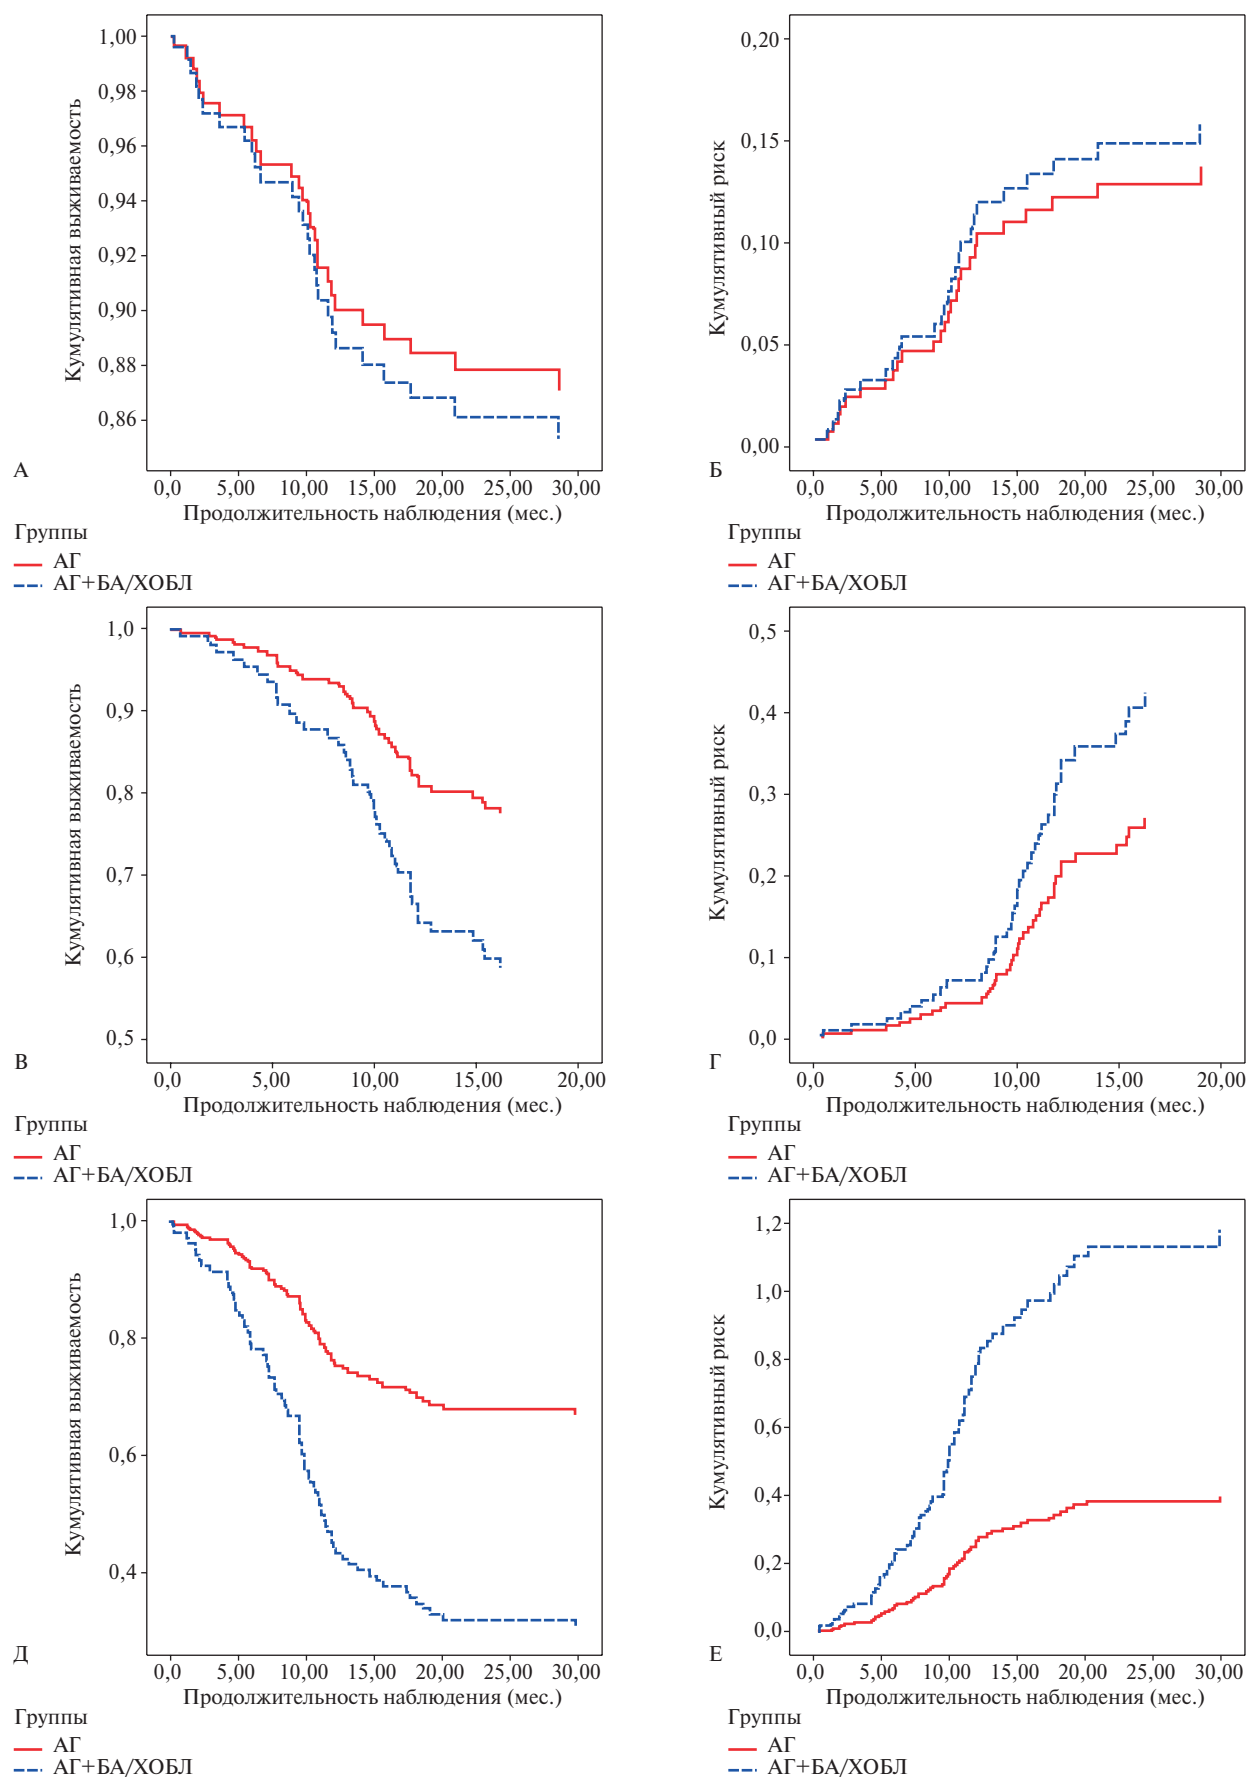 Кумулятивная выживаемость
1,00
0,98
0,96
0,94
0,92
0,90
0,88
0,86
А
0,0 5,00 10,00 15,00 20,00 25,00 30,00
Продолжительность наблюдения (мес.)
Группы
АГ
АГ+БА/ХОБЛ
Кумулятивный риск
0,20
0,15
0,10
0,05
0,00
Б
0,0 5,00 10,00 15,00 20,00 25,00 30,00
Продолжительность наблюдения (мес.)
Группы
АГ
АГ+БА/ХОБЛ
Кумулятивная выживаемость
1,0
0,9
0,8
0,7
0,6
0,5
В
0,0 5,00 10,00 15,00 20,00
Продолжительность наблюдения (мес.)
Группы
АГ
АГ+БА/ХОБЛ
Кумулятивный риск
0,5
0,4
0,3
0,2
0,1
0,0
Г
0,0 5,00 10,00 15,00 20,00
Продолжительность наблюдения (мес.)
Группы
АГ
АГ+БА/ХОБЛ
Кумулятивная выживаемость
1,0
0,8
0,6
0,4
Д
0,0 5,00 10,00 15,00 20,00 25,00 30,00
Продолжительность наблюдения (мес.)
Группы
АГ
АГ+БА/ХОБЛ
Кумулятивный риск
1,2
1,0
0,8
0,6
0,4
0,2
0,0
Е
0,0 5,00 10,00 15,00 20,00 25,00 30,00
Продолжительность наблюдения (мес.)
Группы
АГ
АГ+БА/ХОБЛ